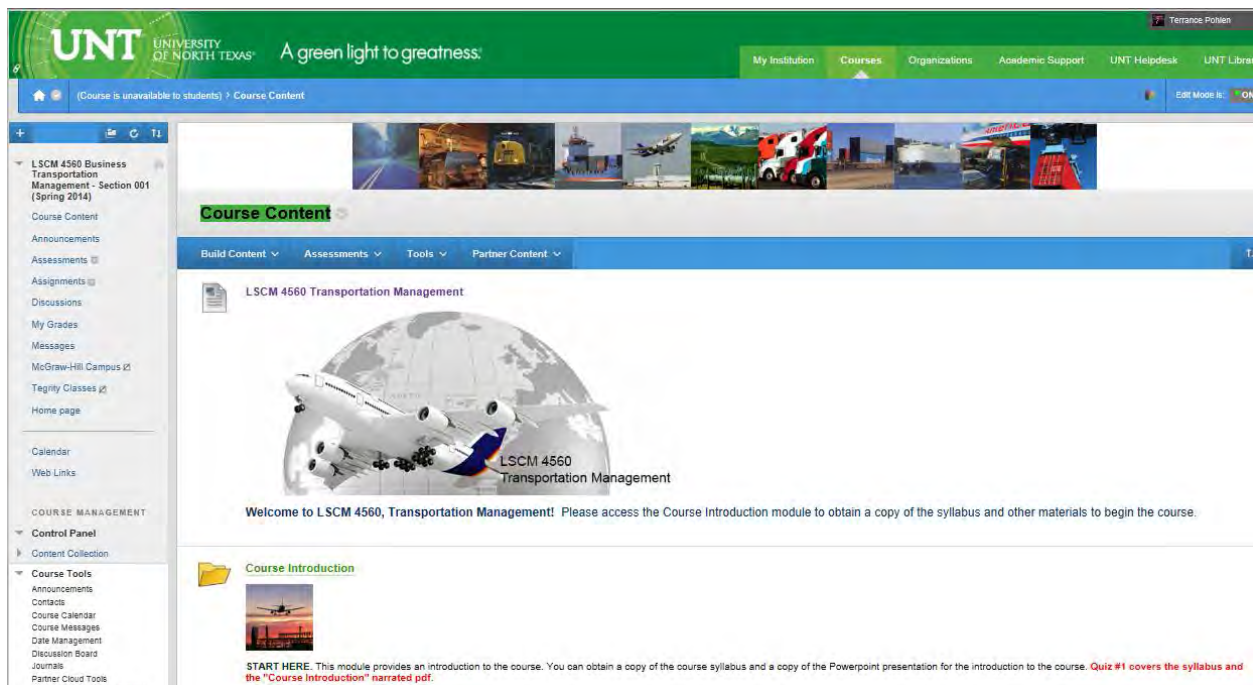 Terrance Pohlen
UNT UNIVERSITY
OF NORTH TEXAS®
A green light to greatness.®
My Institution Courses Organizations Academic Support UNT Helpdesk UNT Libra
(Course is unavailable to students) > Course Content
Edit Mode is: ON
LSCM 4560 Business
Transportation
Management - Section 001
(Spring 2014)
Course Content
Announcements
Assessments
Assignments
Discussions
My Grades
Messages
McGraw-Hill Campus
Tegrity Classes
Home page
Calendar
Web Links
COURSE MANAGEMENT
Control Panel
Content Collection
Course Tools
Announcements
Contacts
Course Calendar
Course Messages
Date Management
Discussion Board
Journals
Partner Cloud Tools
Course Content
Build Content Assessments Tools Partner Content
LSCM 4560 Transportation Management
LSCM 4560
Transportation Management
Welcome to LSCM 4560, Transportation Management! Please access the Course Introduction module to obtain a copy of the syllabus and other materials to begin the course.
Course Introduction
START HERE. This module provides an introduction to the course. You can obtain a copy of the course syllabus and a copy of the Powerpoint presentation for the introduction to the course. Quiz #1 covers the syllabus and
the "Course Introduction" narrated pdf.